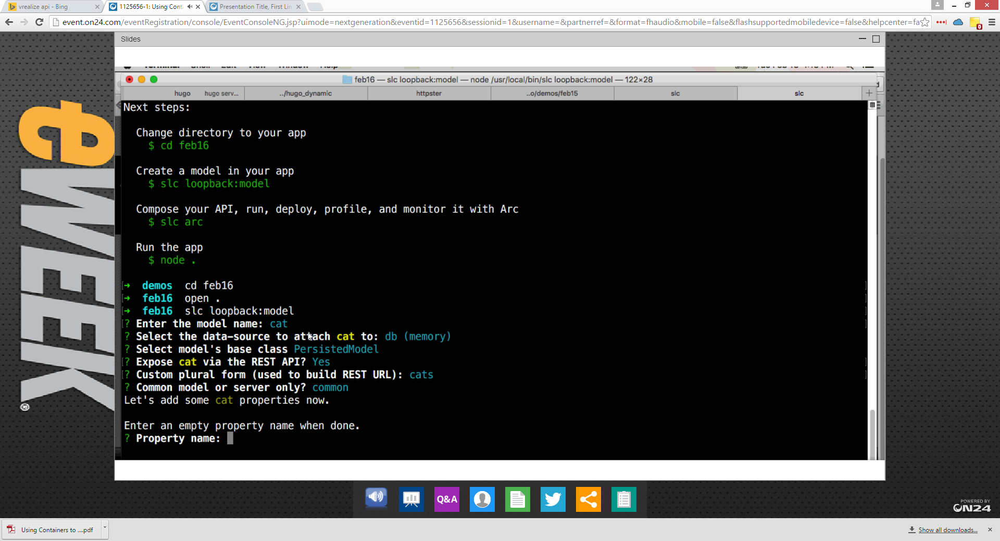 vrealize api - Bing
1125656-1: Using Cont
Presentation Title, First Lin
event.on24.com/eventRegistration/console/EventConsoleNG.jsp?uimode=nextgeneration&eventid=1125656&sessionid=1&username=&partnerref=&format=fhaudio&mobile=false&flashsupportedmobiledevice=false&helpcenter=fa
0
Slides
feb16 — slc loopback:model — node /usr/local/bin/slc loopback:model — 122×28
hugo hugo serv... ../hugo_dynamic httpster ..o/demos/feb15 slc slc
Next steps:
Change directory to your app
$ cd feb16
Create a model in your app
$ slc loopback:model
Compose your API, run, deploy, profile, and monitor it with Arc
$ slc arc
Run the app
$ node .
➜ demos cd feb16
➜ feb16 open .
➜ feb16 slc loopback:model
? Enter the model name: cat
? Select the data-source to attach cat to: db (memory)
? Select model's base class PersistedModel
? Expose cat via the REST API? Yes
? Custom plural form (used to build REST URL): cats
? Common model or server only? common
Let's add some cat properties now.
Enter an empty property name when done.
? Property name:
eWEEK
Q&A
POWERED BY
ON24
Using Containers to ....pdf
Show all downloads...